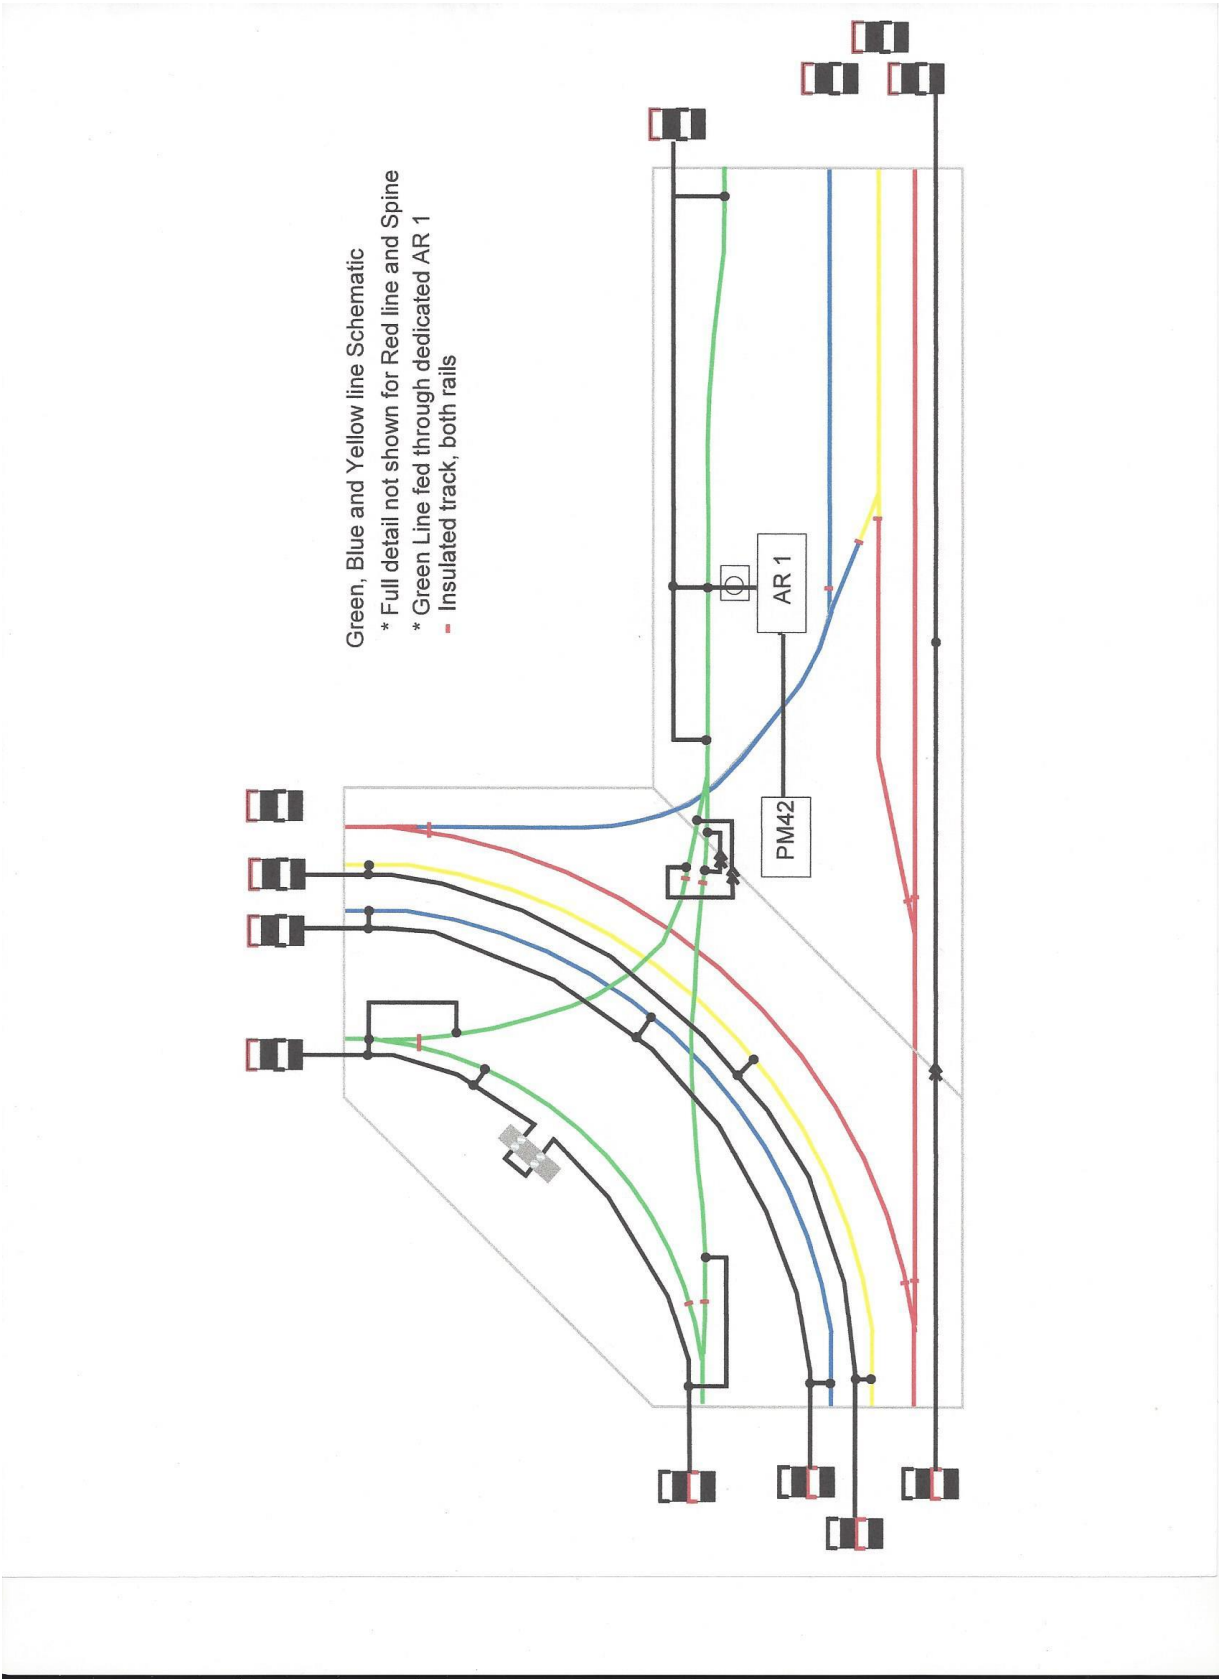 Green, Blue and Yellow line Schematic
* Full detail not shown for Red line and Spine
* Green Line fed through dedicated AR 1
- Insulated track, both rails
AR 1
PM42